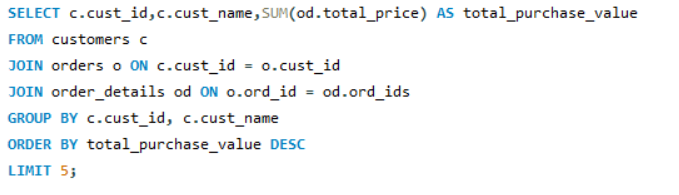 SELECT c.cust_id,c.cust_name,SUM(od.total_price) AS total_purchase_value
FROM customers c
JOIN orders o ON c.cust_id = o.cust_id
JOIN order_details od ON o.ord_id = od.ord_ids
GROUP BY c.cust_id, c.cust_name
ORDER BY total_purchase_value DESC
LIMIT 5;